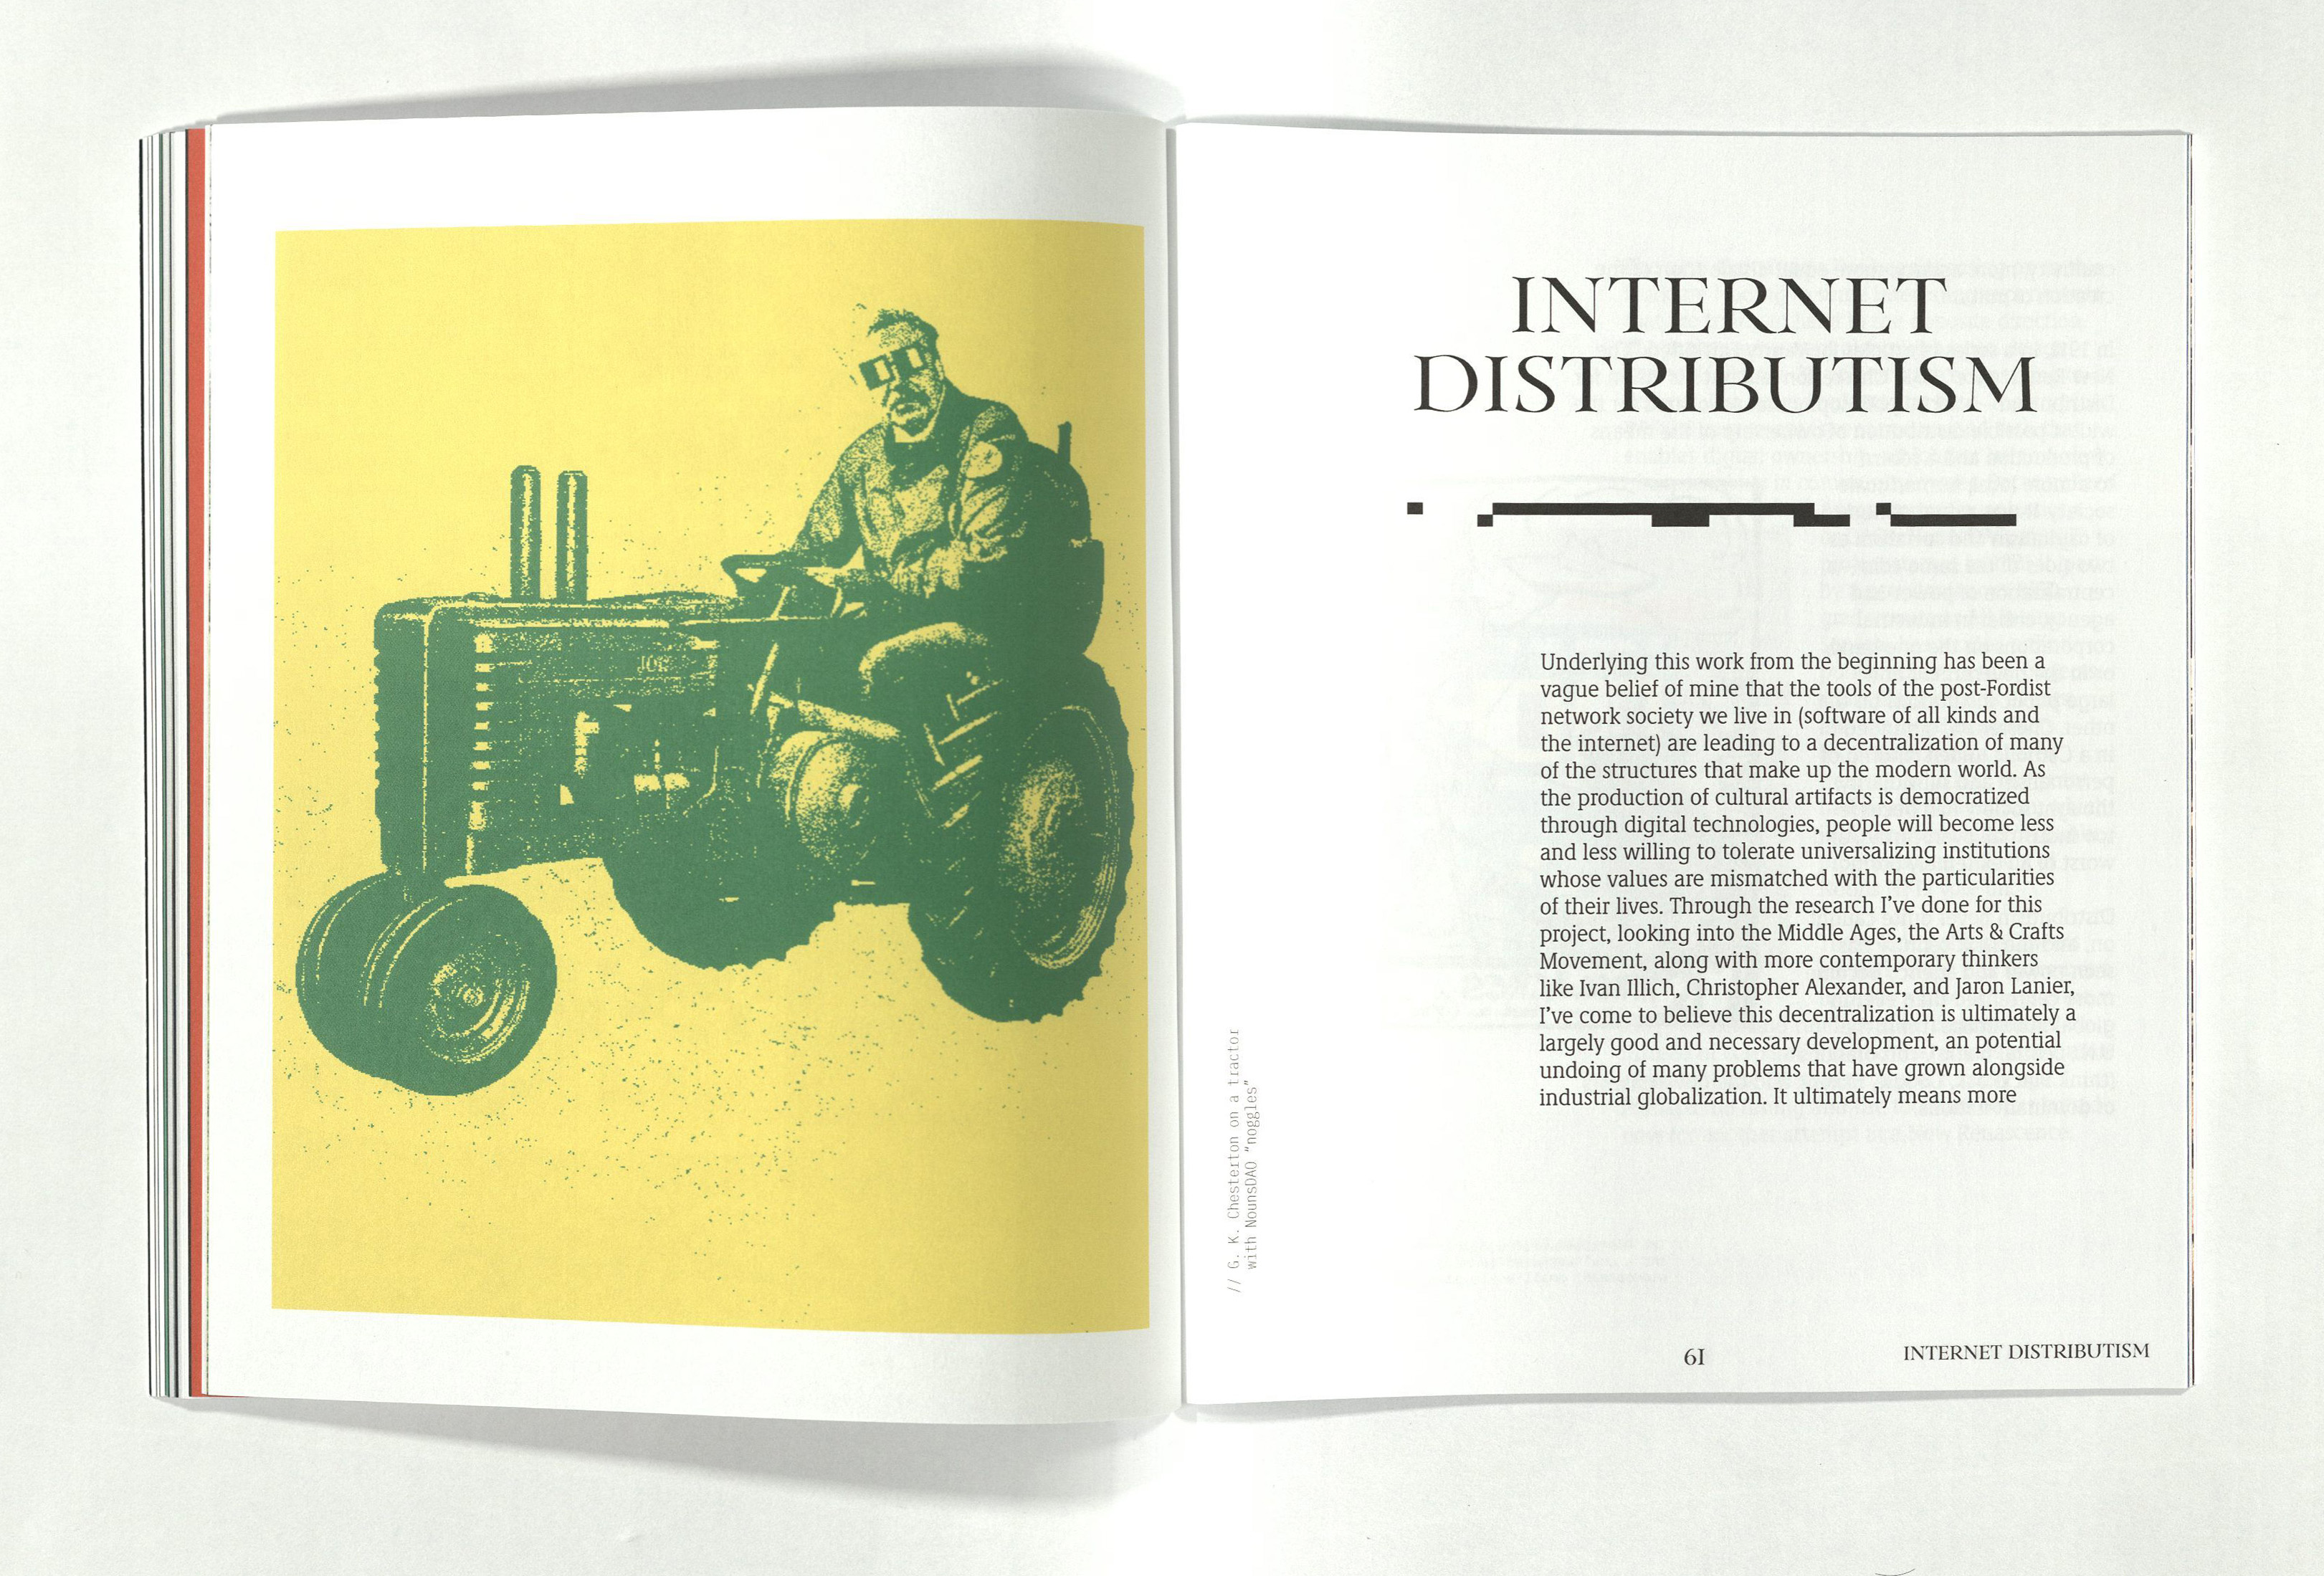 INTERNET
DISTRIBUTISM
Underlying this work from the beginning has been a
vague belief of mine that the tools of the post-Fordist
network society we live in (software of all kinds and
the internet) are leading to a decentralization of many
of the structures that make up the modern world. As
the production of cultural artifacts is democratized
through digital technologies, people will become less
and less willing to tolerate universalizing institutions
whose values are mismatched with the particularities
of their lives. Through the research I’ve done for this
project, looking into the Middle Ages, the Arts & Crafts
Movement, along with more contemporary thinkers
like Ivan Illich, Christopher Alexander, and Jaron Lanier,
I’ve come to believe this decentralization is ultimately a
largely good and necessary development, an potential
undoing of many problems that have grown alongside
industrial globalization. It ultimately means more
// G. K. Chesterton on a tractor
with NounsDAO “noggles”
61
INTERNET DISTRIBUTISM